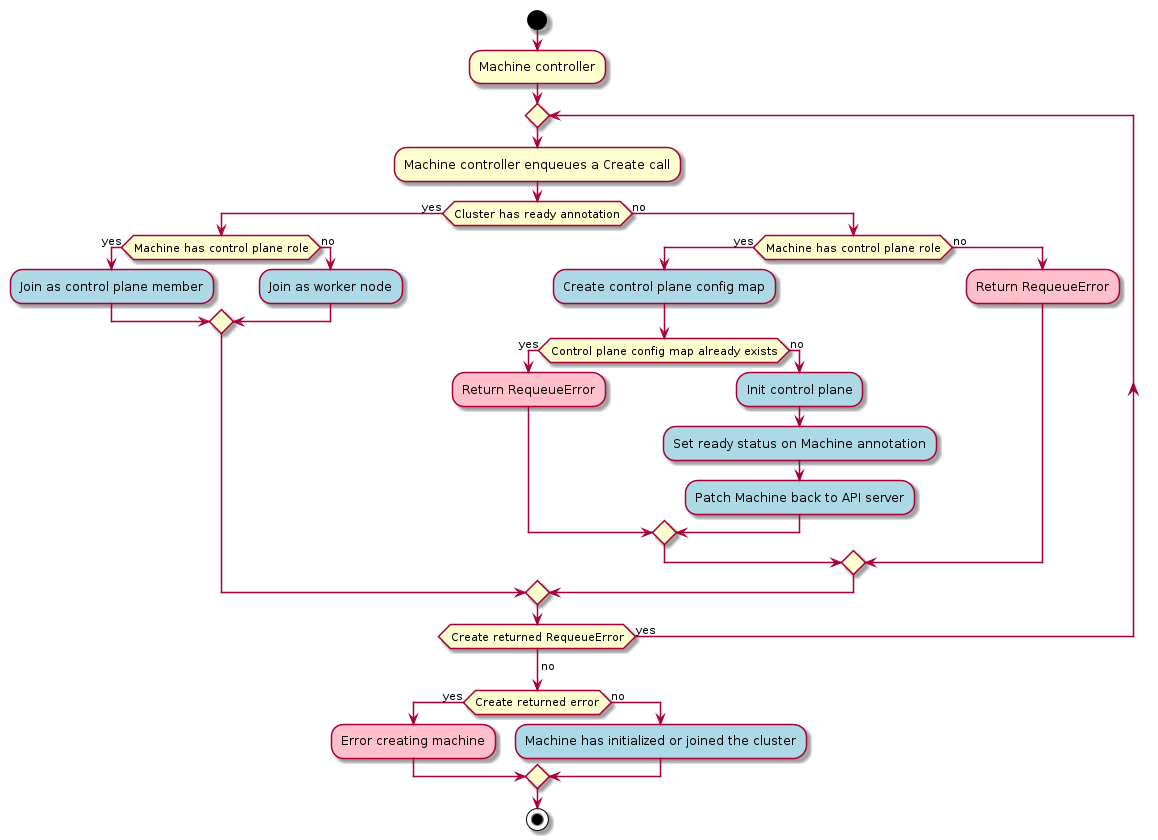 Machine controller
Machine controller enqueues a Create call
yes
Cluster has ready annotation
no
yes
Machine has control plane role
no
yes
Machine has control plane role
no
Join as control plane member
Join as worker node
Create control plane config map
Return RequeueError
yes
Control plane config map already exists
no
Return RequeueError
Init control plane
Set ready status on Machine annotation
Patch Machine back to API server
Create returned RequeueError
yes
no
yes
Create returned error
no
Error creating machine
Machine has initialized or joined the cluster